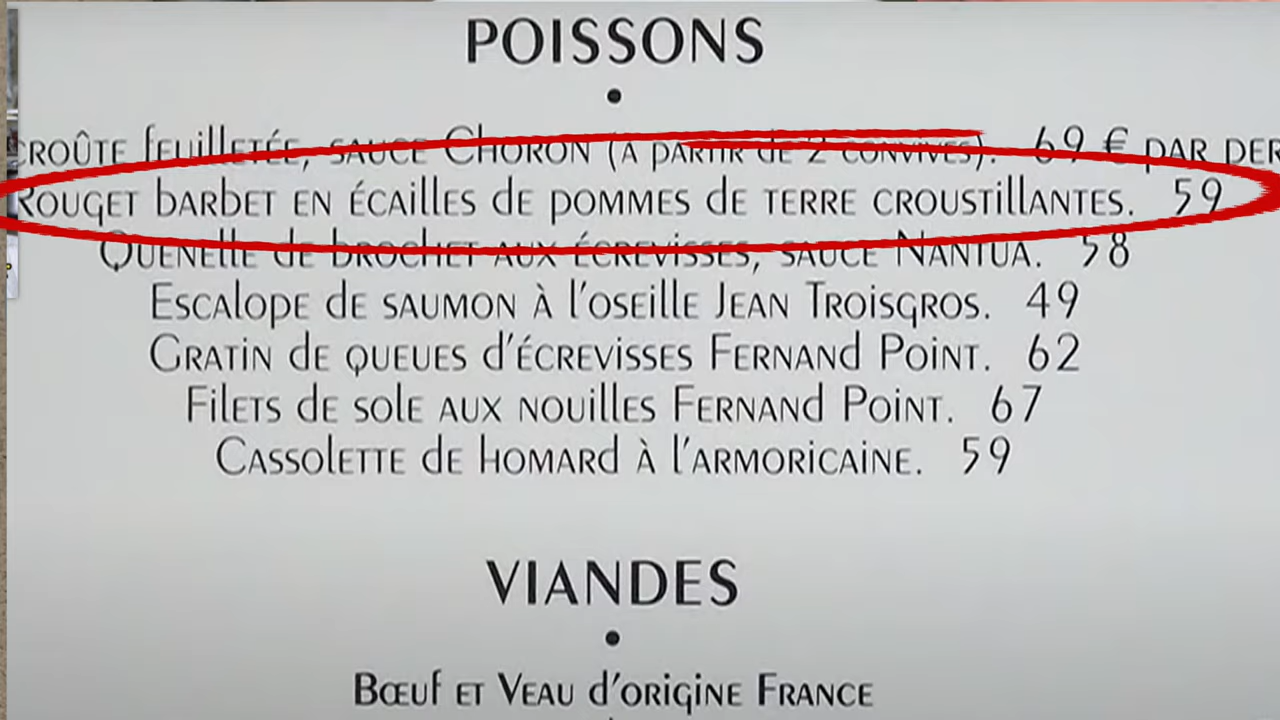 POISSONS
CROÛTE FEUILLETÉE, SAUCE CHORON (À PARTIR DE 2 CONVIVES). 69 € PAR
ROUGET BARBET EN ÉCAILLES DE POMMES DE TERRE CROUSTILLANTES. 59
QUENELLE DE BROCHET AUX ÉCREVISSES, SAUCE NANTUA. 58
ESCALOPE DE SAUMON À L'OSEILLE JEAN TROISGROS. 49
GRATIN DE QUEUES D'ÉCREVISSES FERNAND POINT. 62
FILETS DE SOLE AUX NOUILLES FERNAND POINT. 67
CASSOLETTE DE HOMARD À L'ARMORICAINE. 59
VIANDES
BŒUF ET VEAU D'ORIGINE FRANCE